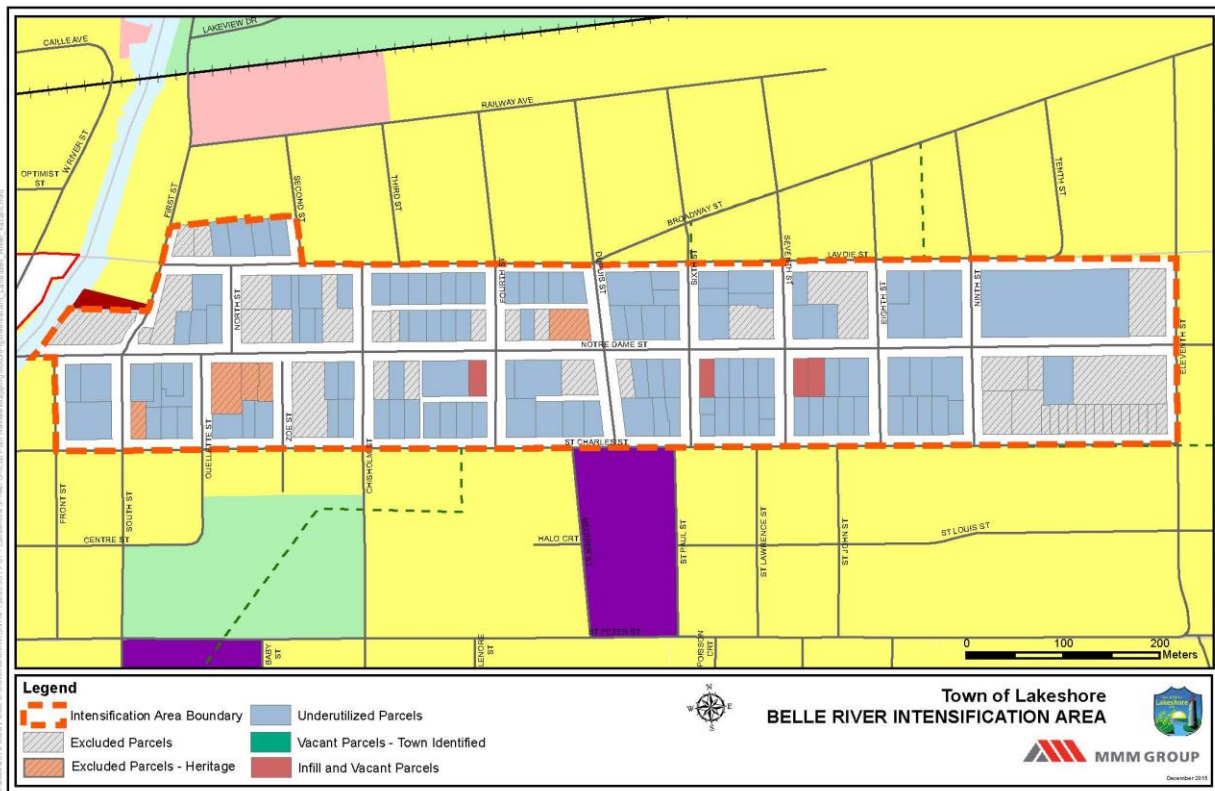 LAKEVIEW DR
CAILLE AVE
W RIVER ST
RAILWAY AVE
OPTIMIST
ST
FIRST ST
SECOND ST
THIRD ST
TENTH ST
BROADWAY ST
NORTH ST
FOURTH ST
DUPUIS ST
SIXTH ST
SEVENTH ST
LAVOIE ST
EIGHTH ST
NINTH ST
ELEVENTH ST
NOTRE DAME ST
FRONT ST
SOUTH ST
OUELLETTE ST
ZOE ST
CHISHOLM ST
ST CHARLES ST
CENTRE ST
HALO CRT
ST PAUL ST
ST LAWRENCE ST
ST JOHN ST
ST LOUIS ST
BABY
ST
LENORE
ST
ST PETER ST
POISSON
CRT
0 100 200
Meters
Legend
Intensification Area Boundary
Excluded Parcels
Excluded Parcels - Heritage
Underutilized Parcels
Vacant Parcels - Town Identified
Infill and Vacant Parcels
N
W E
S
Town of Lakeshore
BELLE RIVER INTENSIFICATION AREA
Lakeshore
MMM GROUP
December 2015